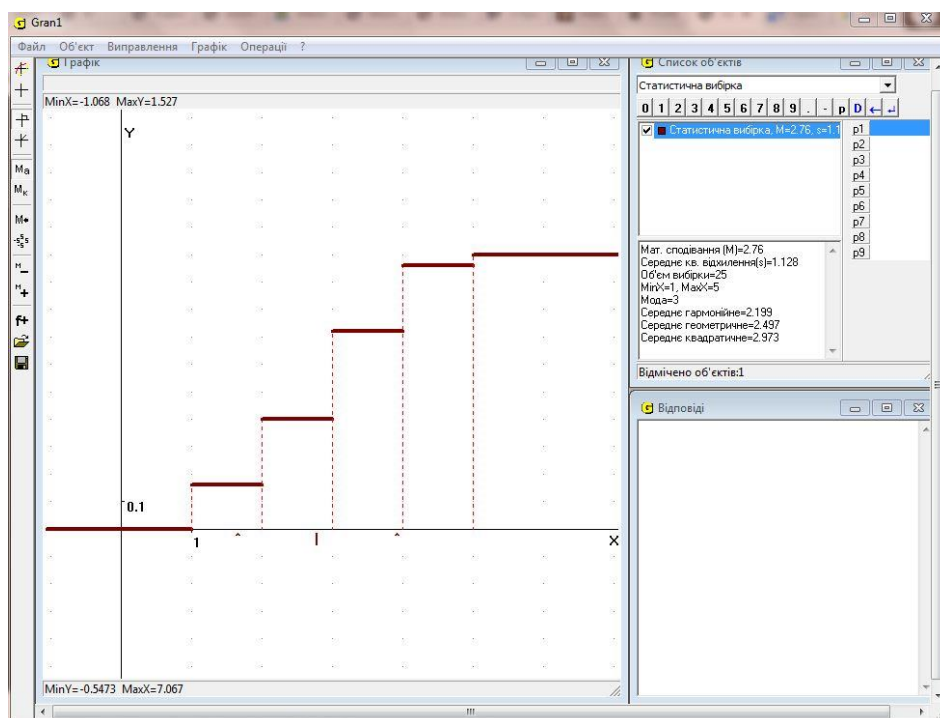 Gran1
Файл Об'єкт Виправлення Графік Операції ?
Графік
MinX=-1.068 MaxY=1.527
Y
0.1
1
X
MinY=-0.5473 MaxX=7.067
Ma
Mк
M
M
M
f+
Список об'єктів
Статистична вибірка
0 1 2 3 4 5 6 7 8 9 . - p D
Статистична вибірка, M=2.76, s=1.1
p1
p2
p3
p4
p5
p6
p7
p8
p9
Мат. сподівання (M)=2.76
Середнє кв. відхилення(s)=1.128
Об'єм вибірки=25
MinX=1, MaxX=5
Мода=3
Середнє гармонійне=2.199
Середнє геометричне=2.497
Середнє квадратичне=2.973
Відмічено об'єктів:1
Відповіді